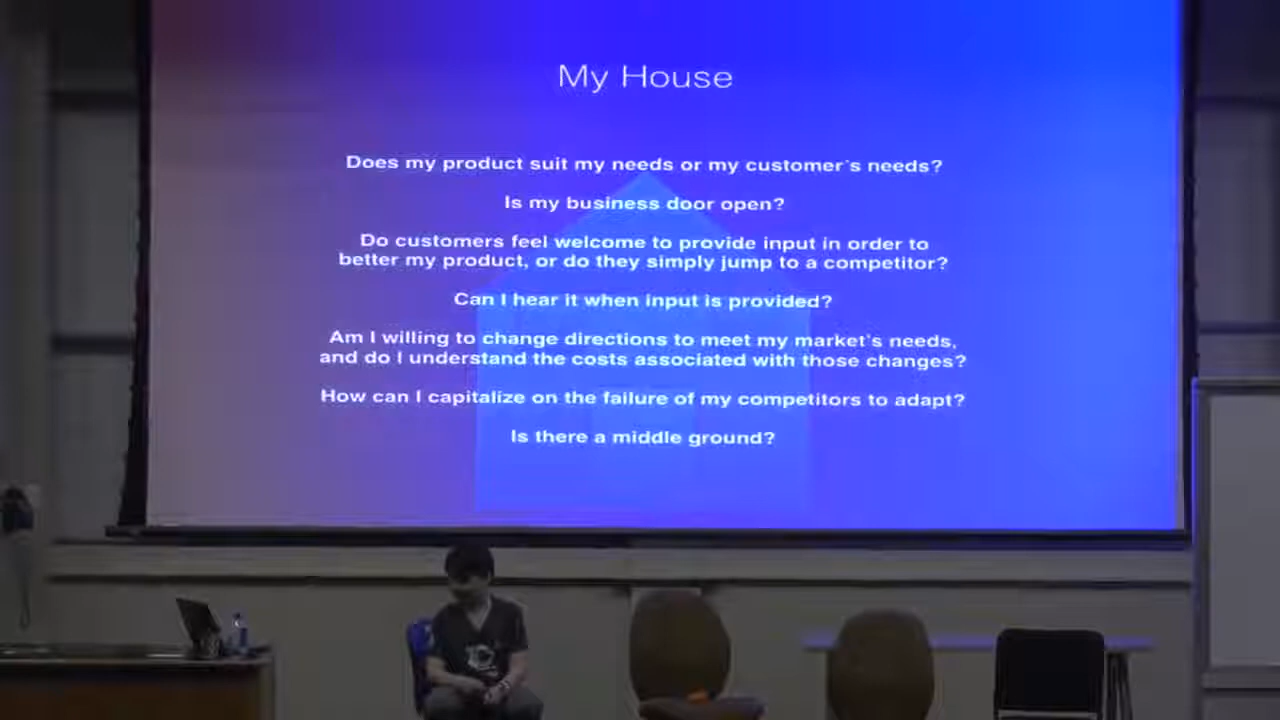 My House
Does my product suit my needs or my customer's needs?
Is my business door open?
Do customers feel welcome to provide input in order to
better my product, or do they simply jump to a competitor?
Can I hear it when input is provided?
Am I willing to change directions to meet my market's needs,
and do I understand the costs associated with those changes?
How can I capitalize on the failure of my competitors to adapt?
Is there a middle ground?